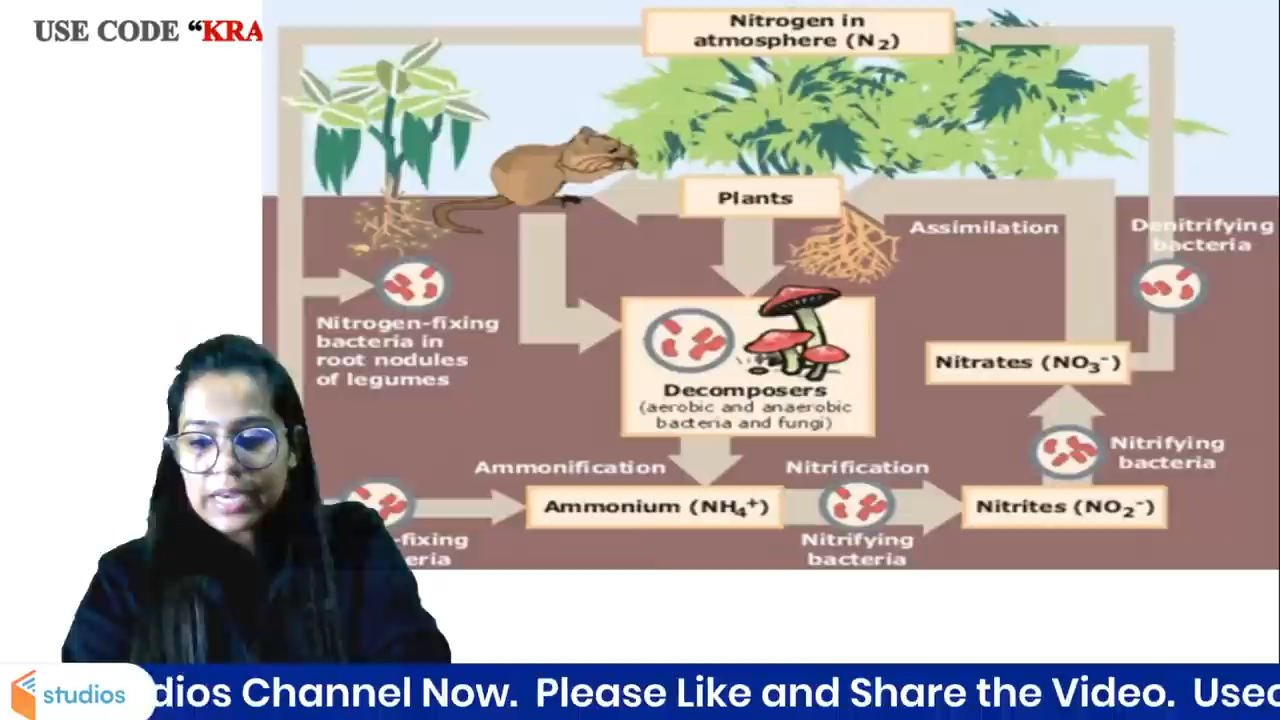 USE CODE “KRA
Nitrogen in
atmosphere (N₂)
Plants
Assimilation
Denitrifying
bacteria
Nitrogen-fixing
bacteria in
root nodules
of legumes
Decomposers
(aerobic and anaerobic
bacteria and fungi)
Nitrates (NO₃⁻)
Nitrifying
bacteria
Ammonification
Nitrification
Ammonium (NH₄⁺)
Nitrites (NO₂⁻)
-fixing
eria
Nitrifying
bacteria
studios
dios Channel Now. Please Like and Share the Video. Used